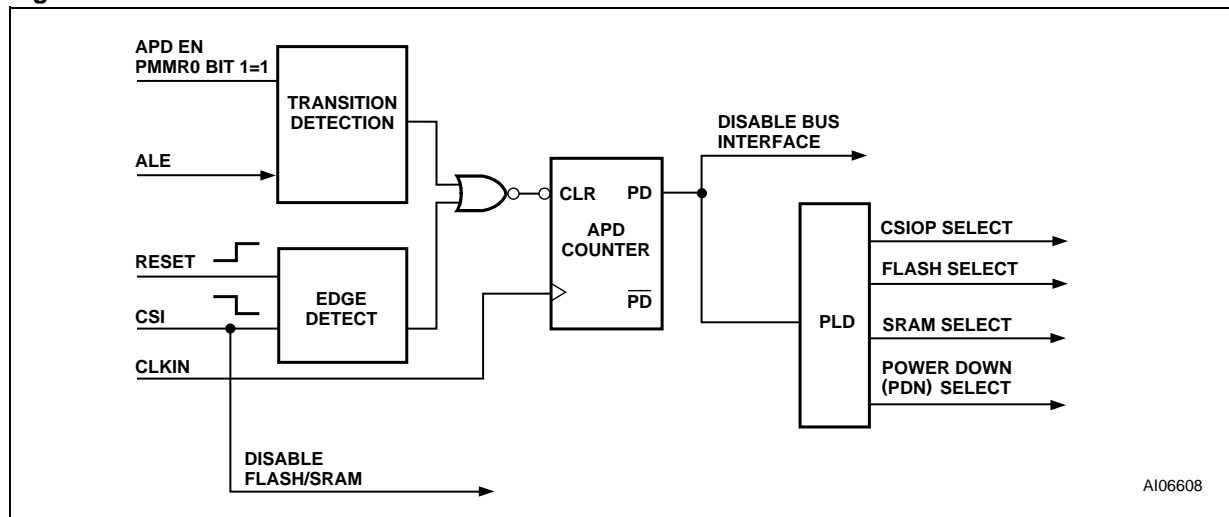 APD EN
PMMR0 BIT 1=1
TRANSITION
DETECTION
ALE
RESET
CSI
EDGE
DETECT
CLKIN
DISABLE
FLASH/SRAM
CLR
PD
APD
COUNTER
PD
DISABLE BUS
INTERFACE
PLD
CSIOP SELECT
FLASH SELECT
SRAM SELECT
POWER DOWN
(PDN) SELECT
AI06608